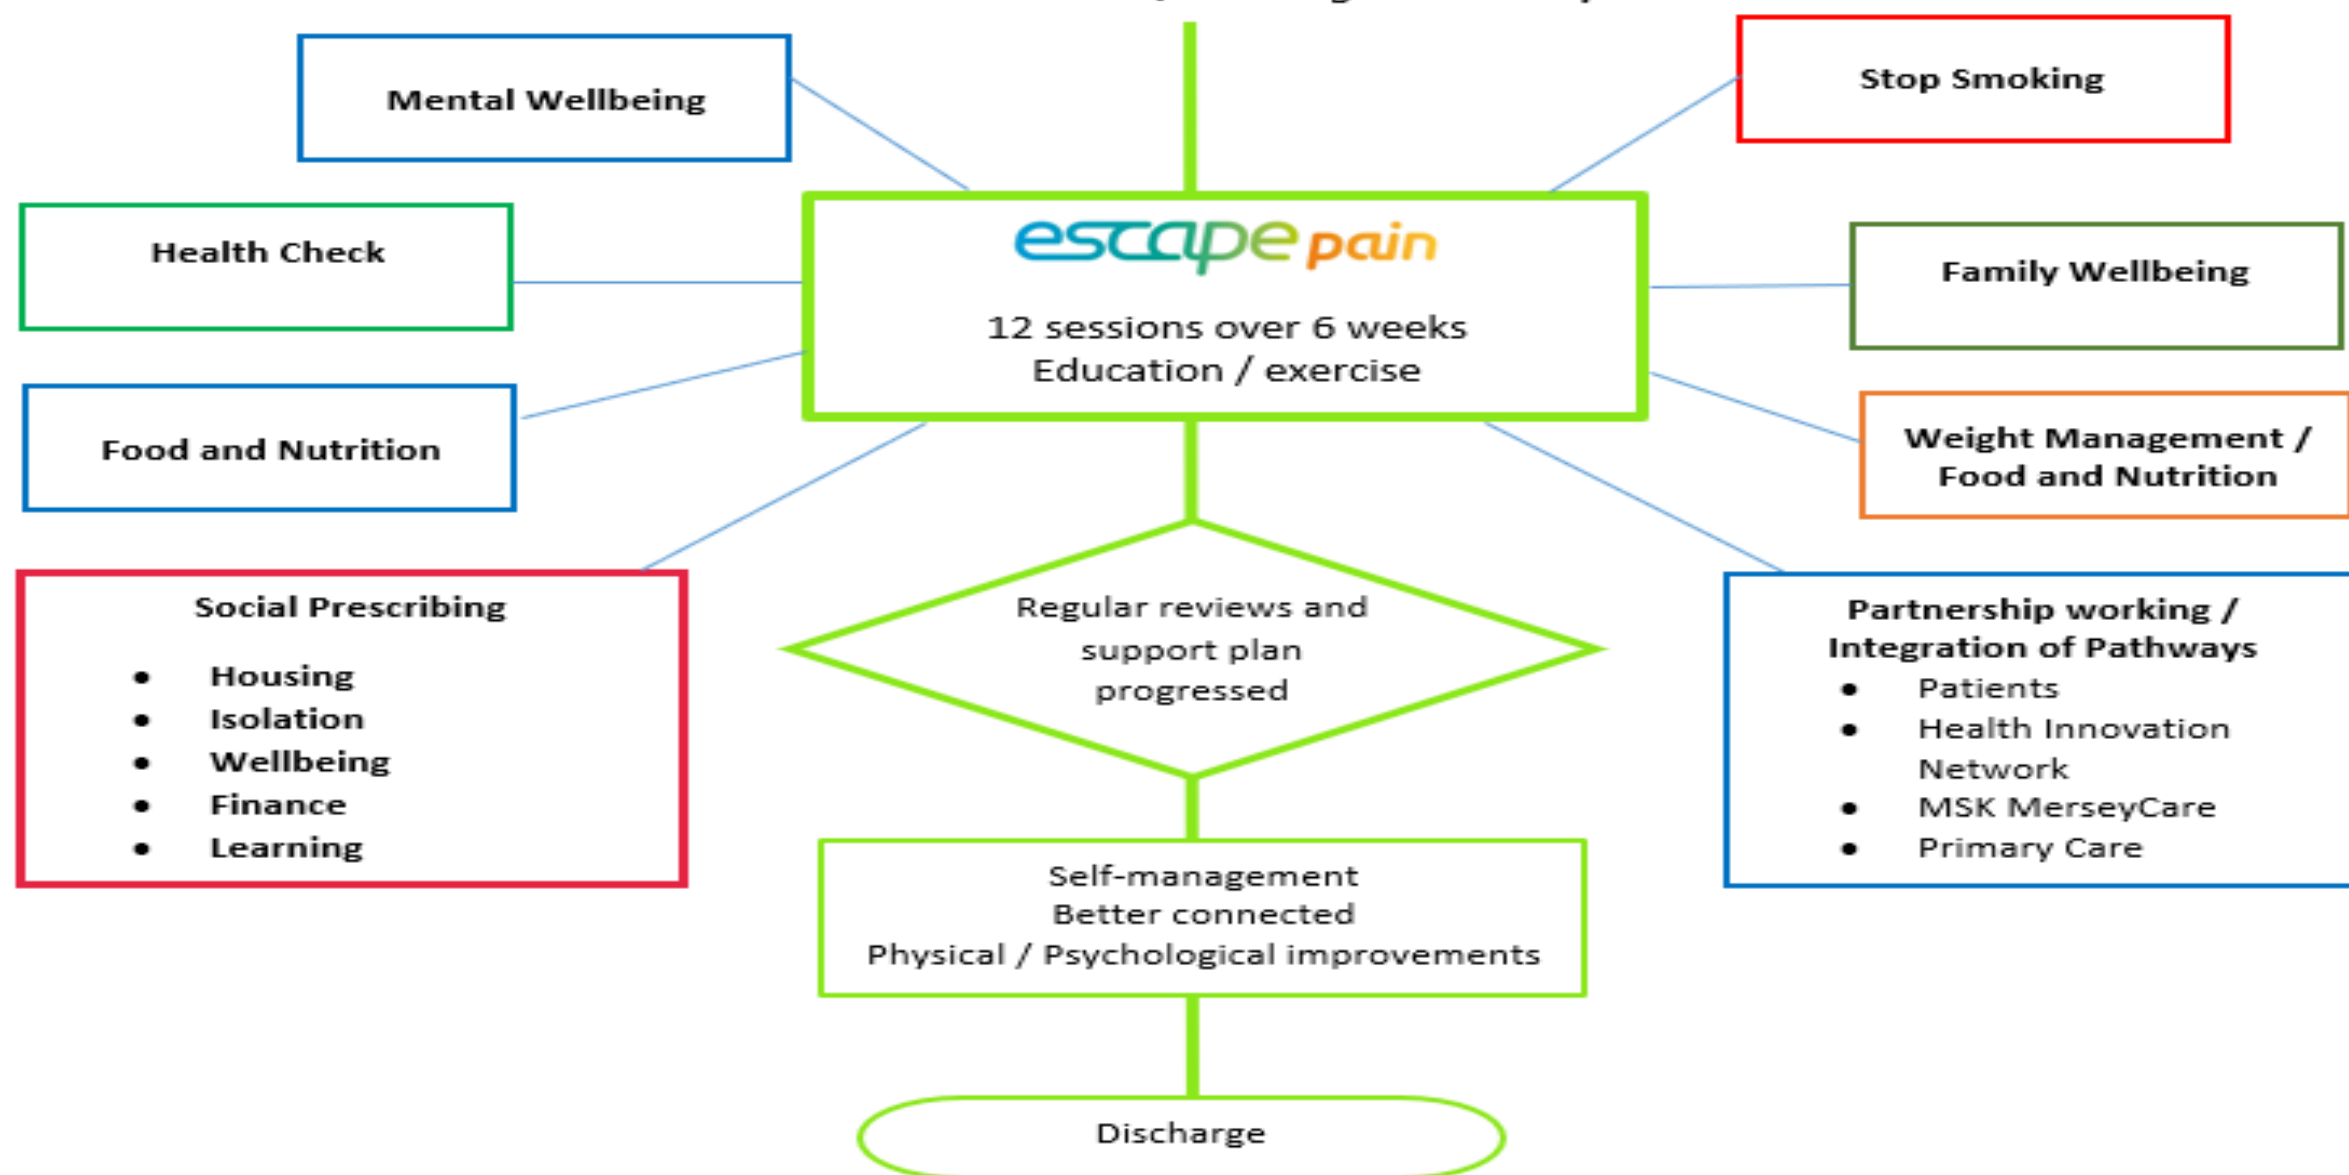 Mental Wellbeing
Stop Smoking
Health Check
escape pain
12 sessions over 6 weeks
Education / exercise
Family Wellbeing
Food and Nutrition
Weight Management /
Food and Nutrition
Social Prescribing
• Housing
• Isolation
• Wellbeing
• Finance
• Learning
Regular reviews and
support plan
progressed
Partnership working /
Integration of Pathways
• Patients
• Health Innovation
Network
• MSK MerseyCare
• Primary Care
Self-management
Better connected
Physical / Psychological improvements
Discharge